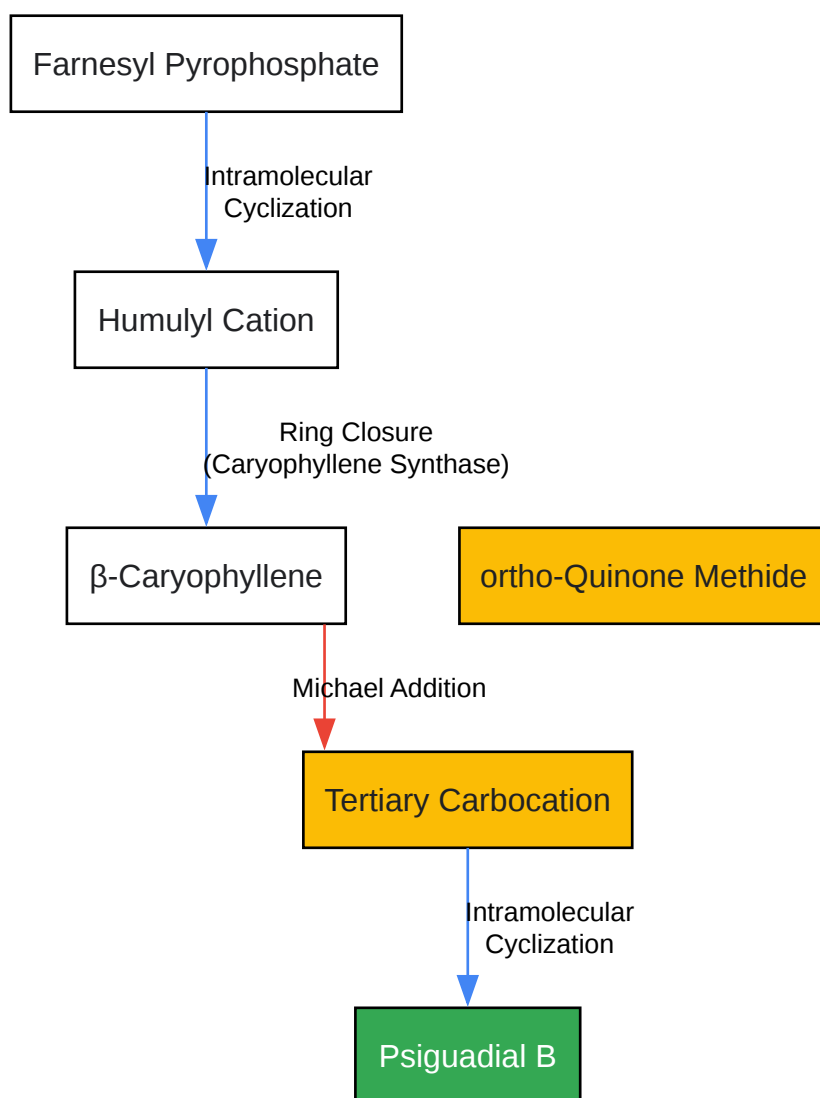 Farnesyl Pyrophosphate
Intramolecular
Cyclization
Humulyl Cation
Ring Closure
(Caryophyllene Synthase)
β-Caryophyllene
ortho-Quinone Methide
Michael Addition
Tertiary Carbocation
Intramolecular
Cyclization
Psiguadial B